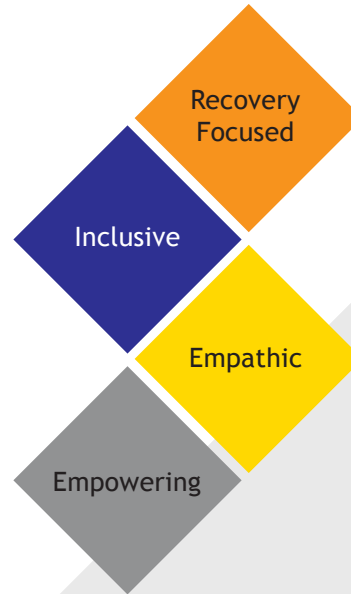 Recovery
Focused
Inclusive
Empathic
Empowering